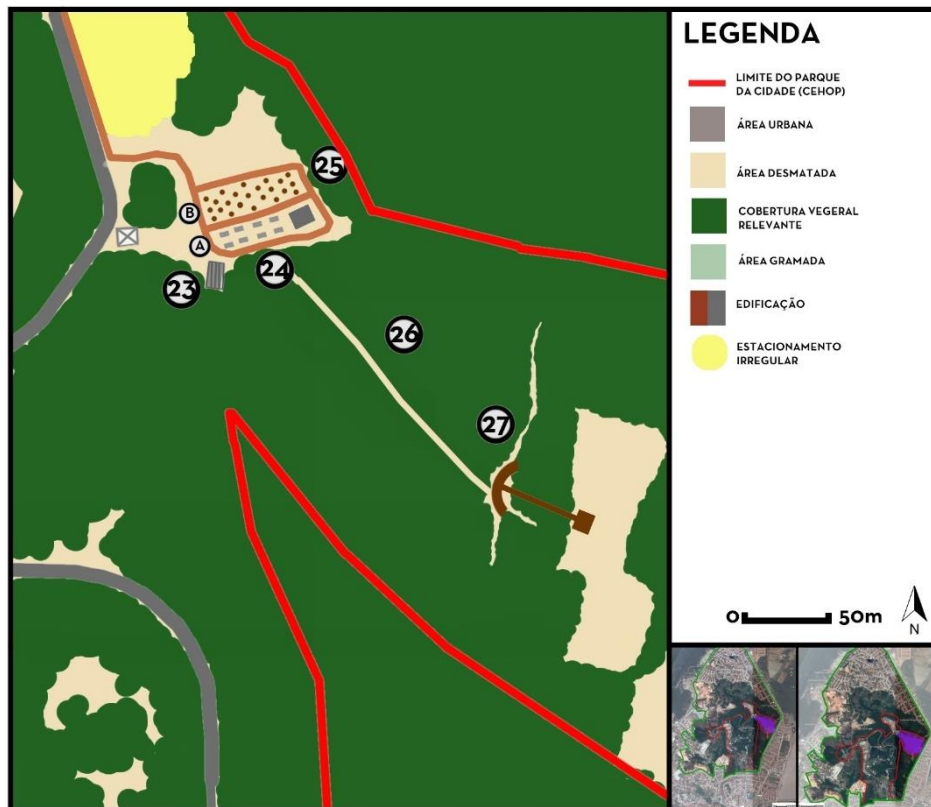 LEGENDA
LIMITE DO PARQUE
DA CIDADE (CEHOP)
ÁREA URBANA
ÁREA DESMATADA
COBERTURA VEGERAL
RELEVANTE
ÁREA GRAMADA
EDIFICAÇÃO
ESTACIONAMENTO
IRREGULAR
25
B
A
24
23
26
27
0 50m
N